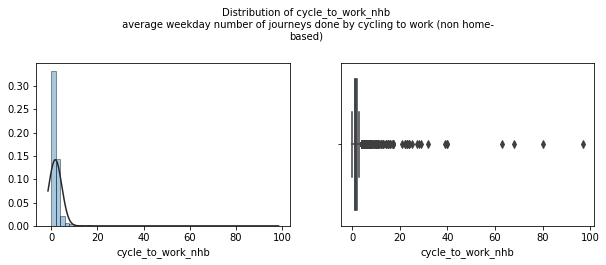 Distribution of cycle_to_work_nhb
average weekday number of journeys done by cycling to work (non home-
based)
0.30
0.25
0.20
0.15
0.10
0.05
0.00
0 20 40 60 80 100
cycle_to_work_nhb
0 20 40 60 80 100
cycle_to_work_nhb